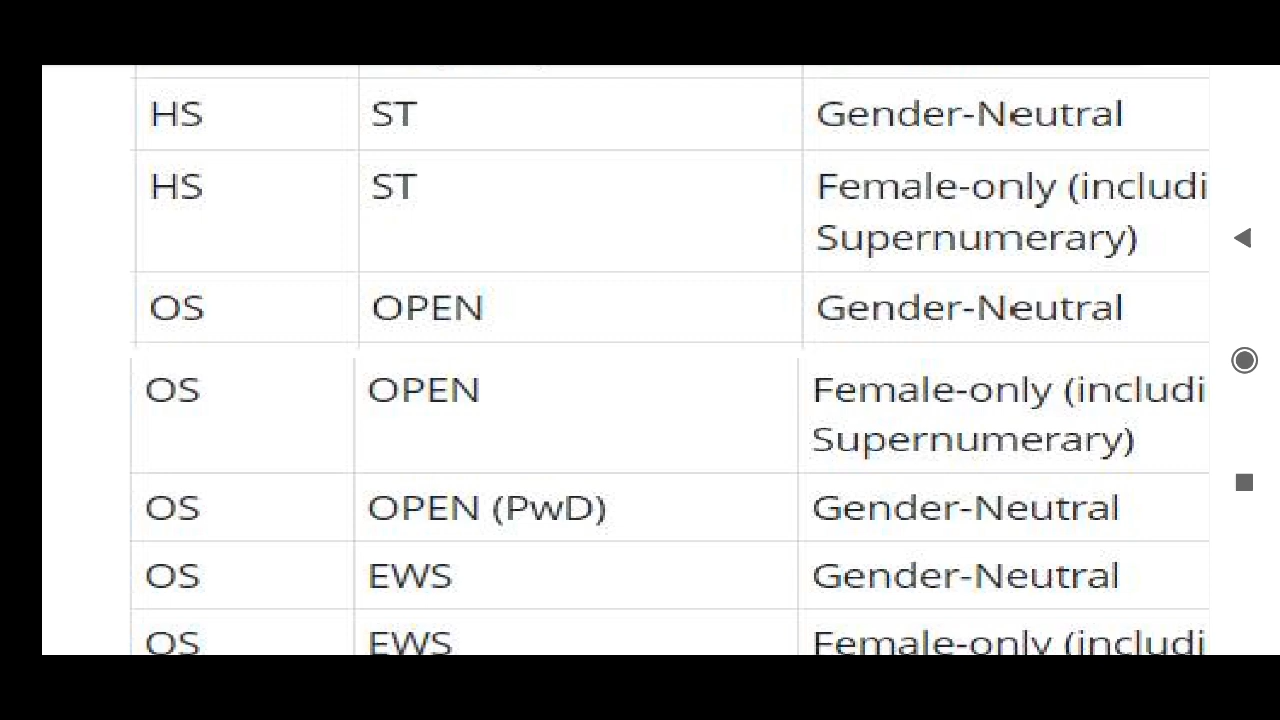 HS ST Gender-Neutral
HS ST Female-only (includi
Supernumerary)
OS OPEN Gender-Neutral
OS OPEN Female-only (includi
Supernumerary)
OS OPEN (PwD) Gender-Neutral
OS EWS Gender-Neutral
OS EWS Female-only (includi